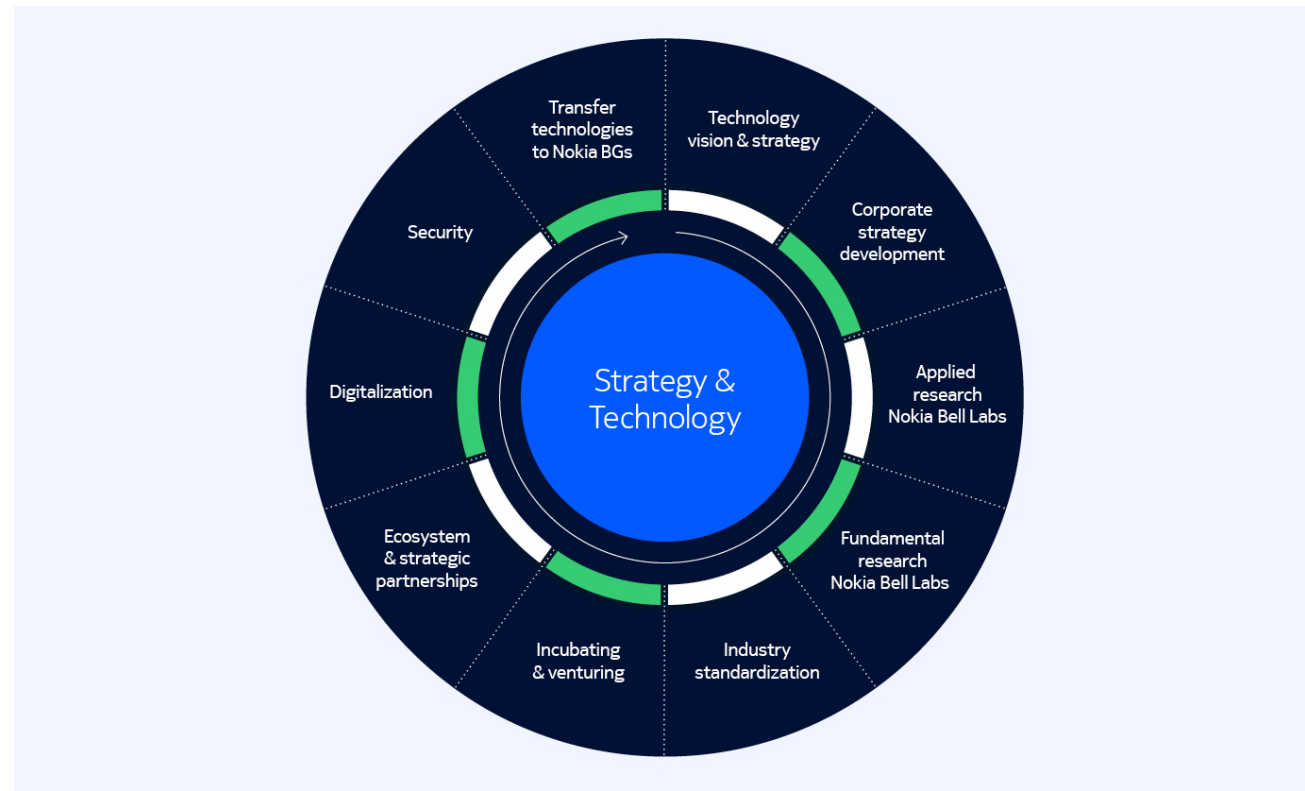 Transfer
technologies
to Nokia BGs
Technology
vision & strategy
Corporate
strategy
development
Applied
research
Nokia Bell Labs
Fundamental
research
Nokia Bell Labs
Industry
standardization
Incubating
& venturing
Ecosystem
& strategic
partnerships
Digitalization
Security
Strategy &
Technology